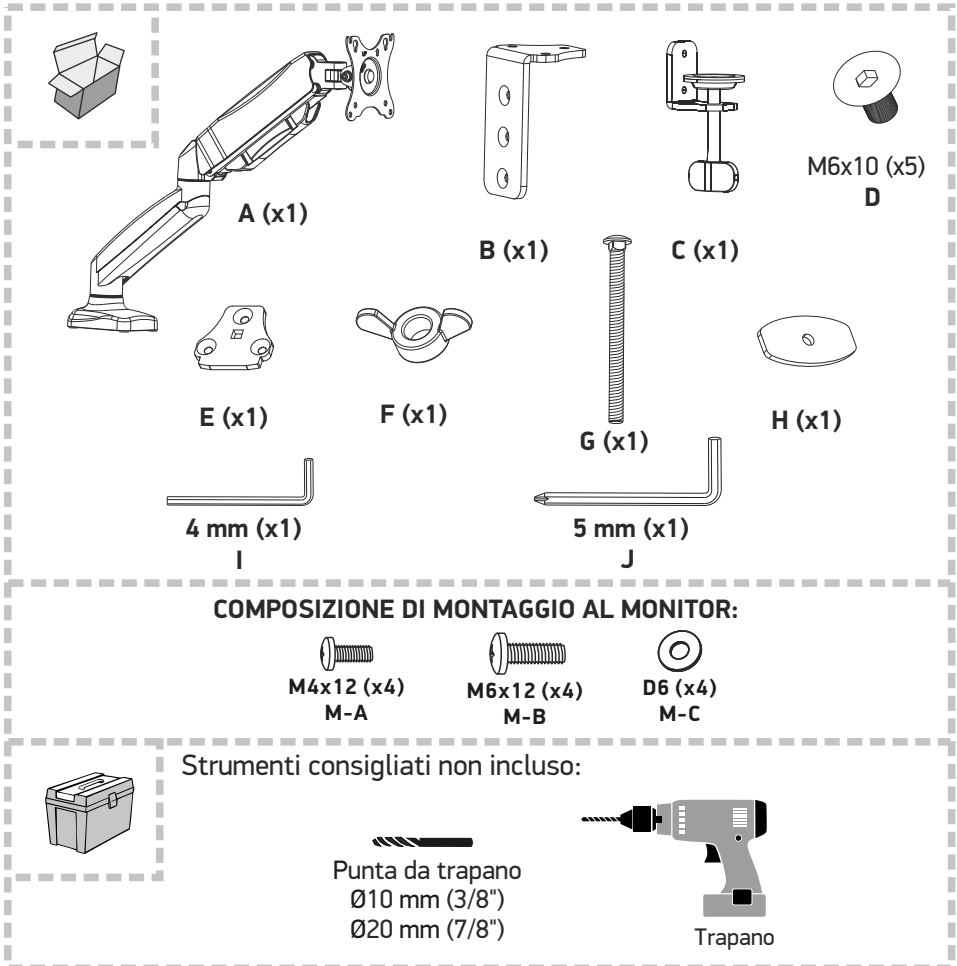 A (x1)
B (x1)
C (x1)
M6x10 (x5)
D
E (x1)
F (x1)
G (x1)
H (x1)
4 mm (x1)
I
5 mm (x1)
J
COMPOSIZIONE DI MONTAGGIO AL MONITOR:
M4x12 (x4)
M-A
M6x12 (x4)
M-B
D6 (x4)
M-C
Strumenti consigliati non incluso:
Punta da trapano
Ø10 mm (3/8")
Ø20 mm (7/8")
Trapano